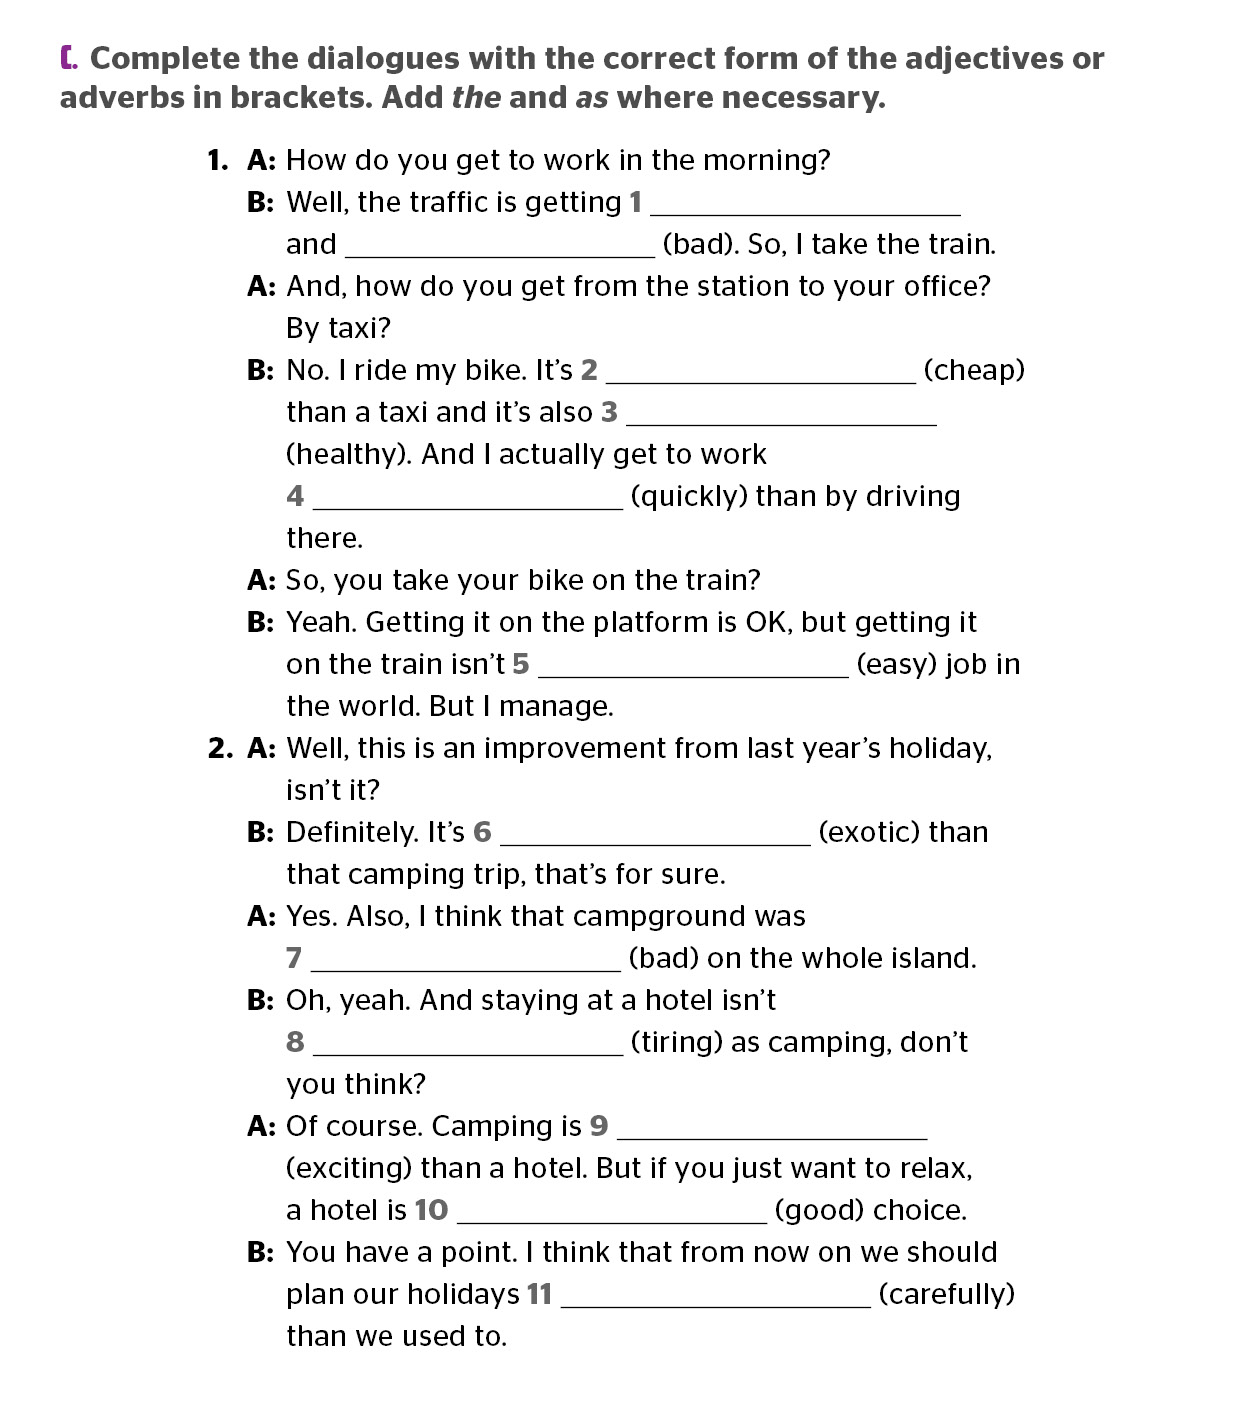 C. Complete the dialogues with the correct form of the adjectives or
adverbs in brackets. Add the and as where necessary.
1. A: How do you get to work in the morning?
B: Well, the traffic is getting 1 ____________________
and ____________________ (bad). So, I take the train.
A: And, how do you get from the station to your office?
By taxi?
B: No. I ride my bike. It's 2 ____________________ (cheap)
than a taxi and it's also 3 ____________________
(healthy). And I actually get to work
4 ____________________ (quickly) than by driving
there.
A: So, you take your bike on the train?
B: Yeah. Getting it on the platform is OK, but getting it
on the train isn't 5 ____________________ (easy) job in
the world. But I manage.
2. A: Well, this is an improvement from last year's holiday,
isn't it?
B: Definitely. It's 6 ____________________ (exotic) than
that camping trip, that's for sure.
A: Yes. Also, I think that campground was
7 ____________________ (bad) on the whole island.
B: Oh, yeah. And staying at a hotel isn't
8 ____________________ (tiring) as camping, don't
you think?
A: Of course. Camping is 9 ____________________
(exciting) than a hotel. But if you just want to relax,
a hotel is 10 ____________________ (good) choice.
B: You have a point. I think that from now on we should
plan our holidays 11 ____________________ (carefully)
than we used to.